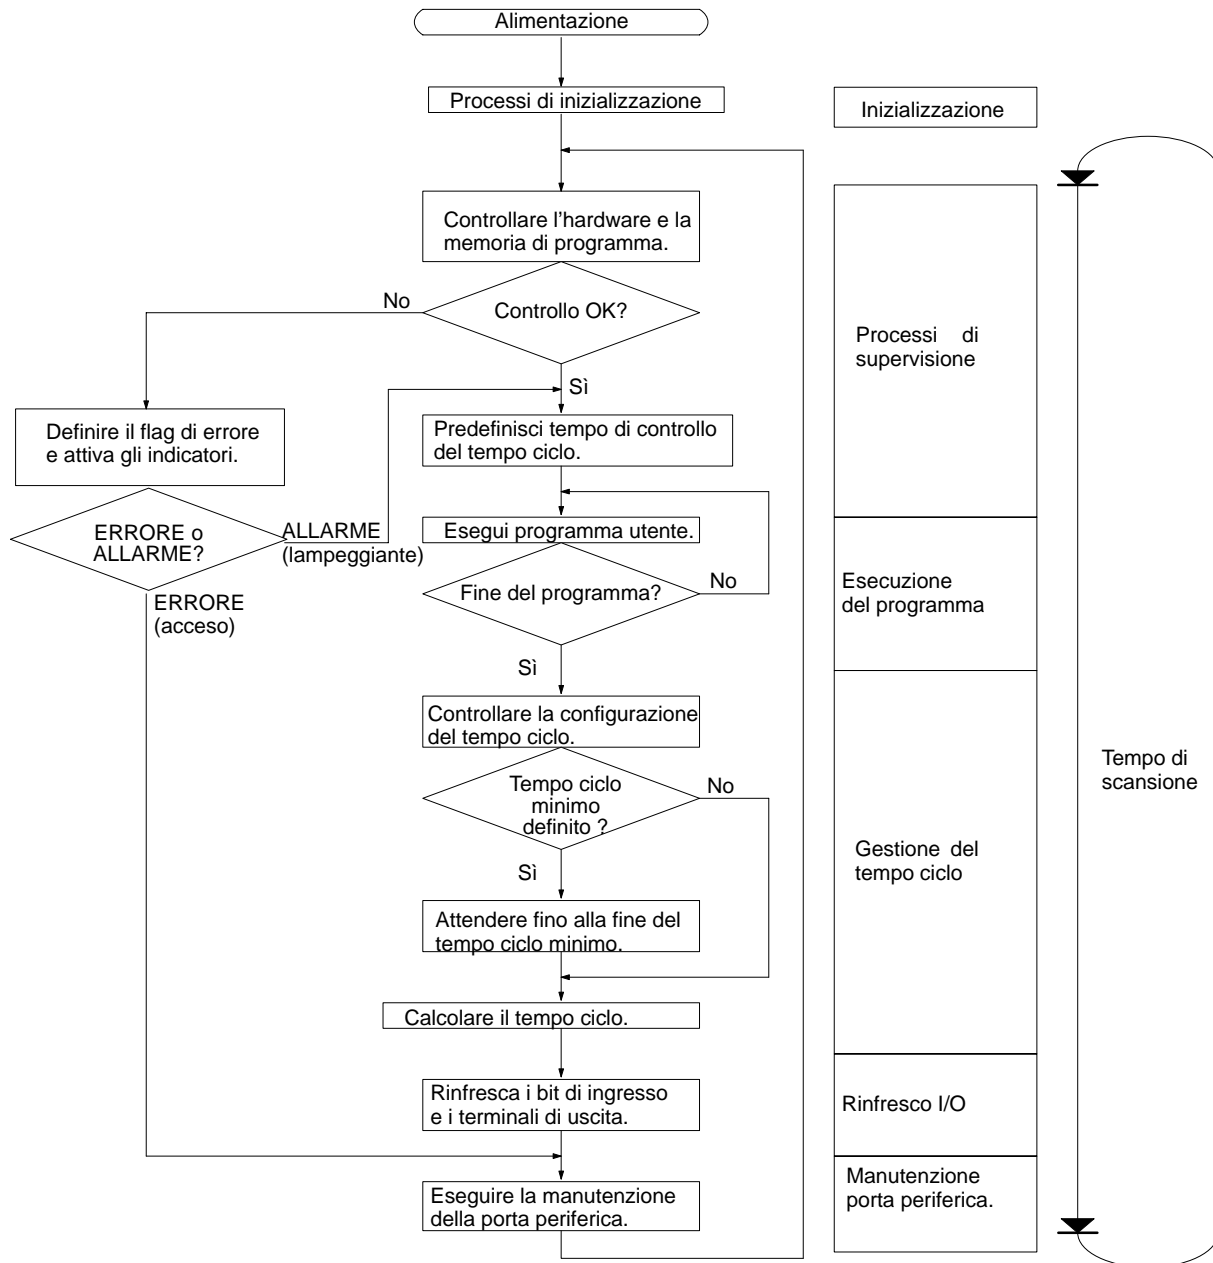 Alimentazione
Processi di inizializzazione
Inizializzazione
Controllare l'hardware e la
memoria di programma.
No
Controllo OK?
Processi di
supervisione
Sì
Definire il flag di errore
e attiva gli indicatori.
Predefinisci tempo di controllo
del tempo ciclo.
ERRORE o
ALLARME?
ALLARME
(lampeggiante)
Esegui programma utente.
Fine del programma?
No
Esecuzione
del programma
ERRORE
(acceso)
Sì
Controllare la configurazione
del tempo ciclo.
Tempo ciclo
minimo
definito ?
No
Tempo di
scansione
Gestione del
tempo ciclo
Sì
Attendere fino alla fine del
tempo ciclo minimo.
Calcolare il tempo ciclo.
Rinfresca i bit di ingresso
e i terminali di uscita.
Rinfresco I/O
Eseguire la manutenzione
della porta periferica.
Manutenzione
porta periferica.